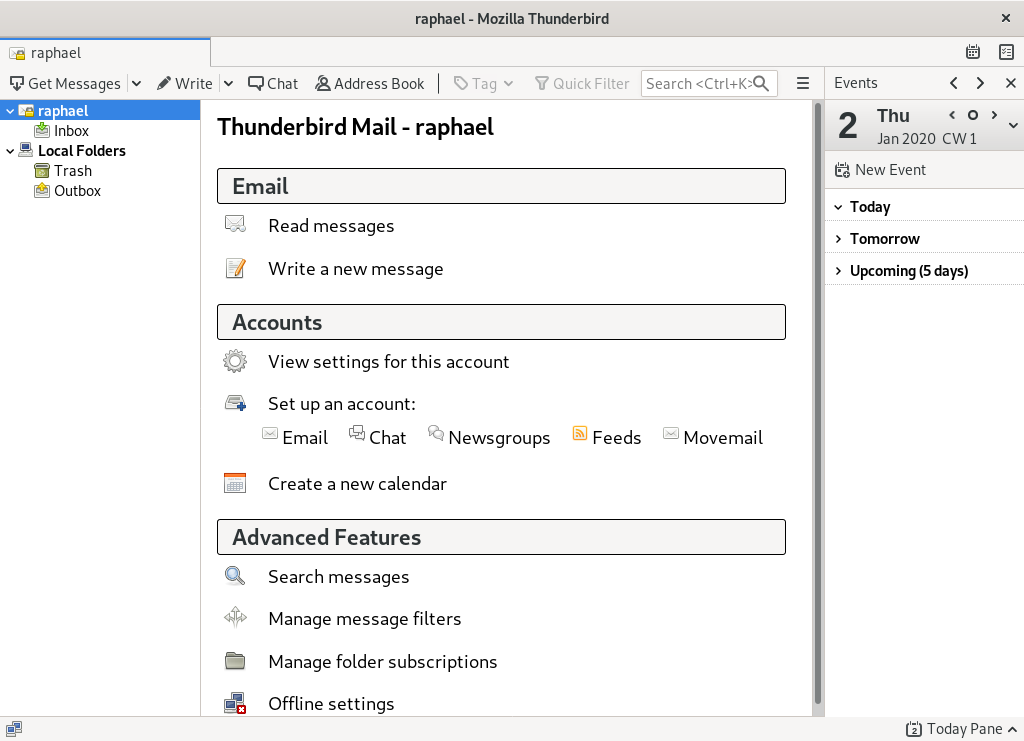 raphael - Mozilla Thunderbird
raphael
Get Messages Write Chat Address Book Tag Quick Filter Search <Ctrl+K>
Events
raphael
Inbox
Local Folders
Trash
Outbox
Thunderbird Mail - raphael
Email
Read messages
Write a new message
Accounts
View settings for this account
Set up an account:
Email Chat Newsgroups Feeds Movemail
Create a new calendar
Advanced Features
Search messages
Manage message filters
Manage folder subscriptions
Offline settings
2 Thu
Jan 2020 CW 1
New Event
Today
Tomorrow
Upcoming (5 days)
2 Today Pane